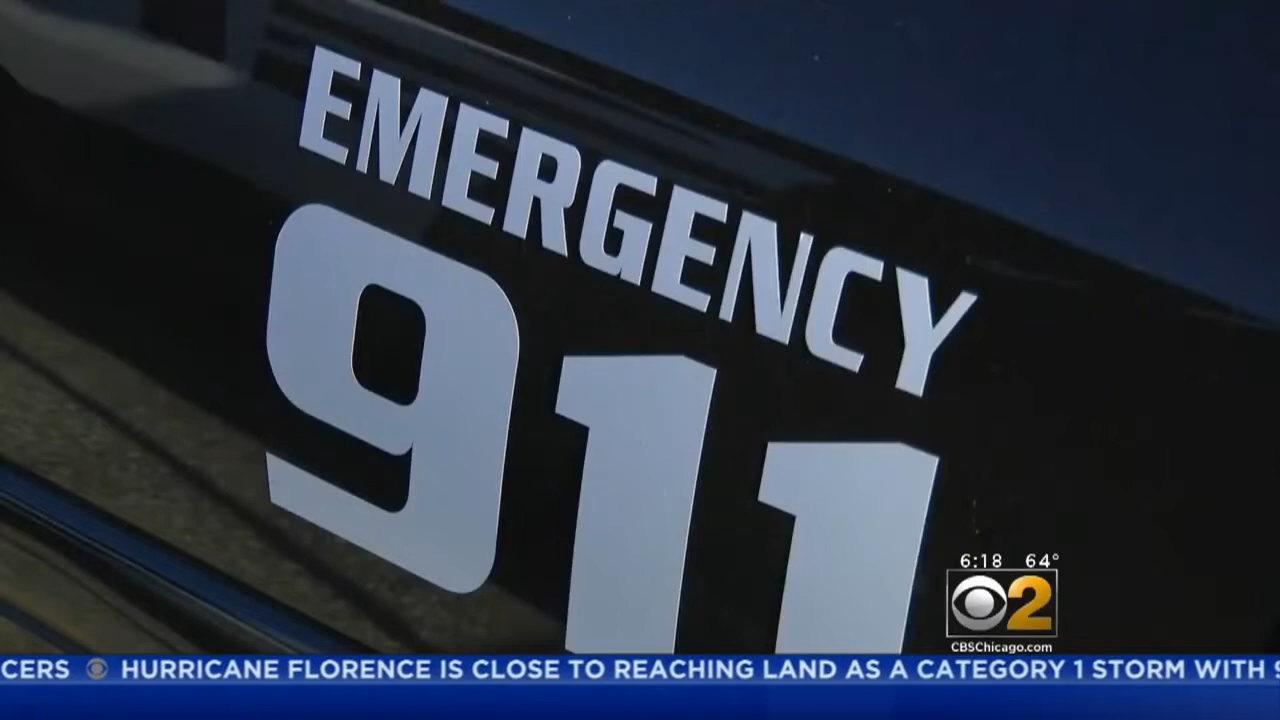 EMERGENCY
911
6:18 64°
2
CBSChicago.com
CERS HURRICANE FLORENCE IS CLOSE TO REACHING LAND AS A CATEGORY 1 STORM WITH 9